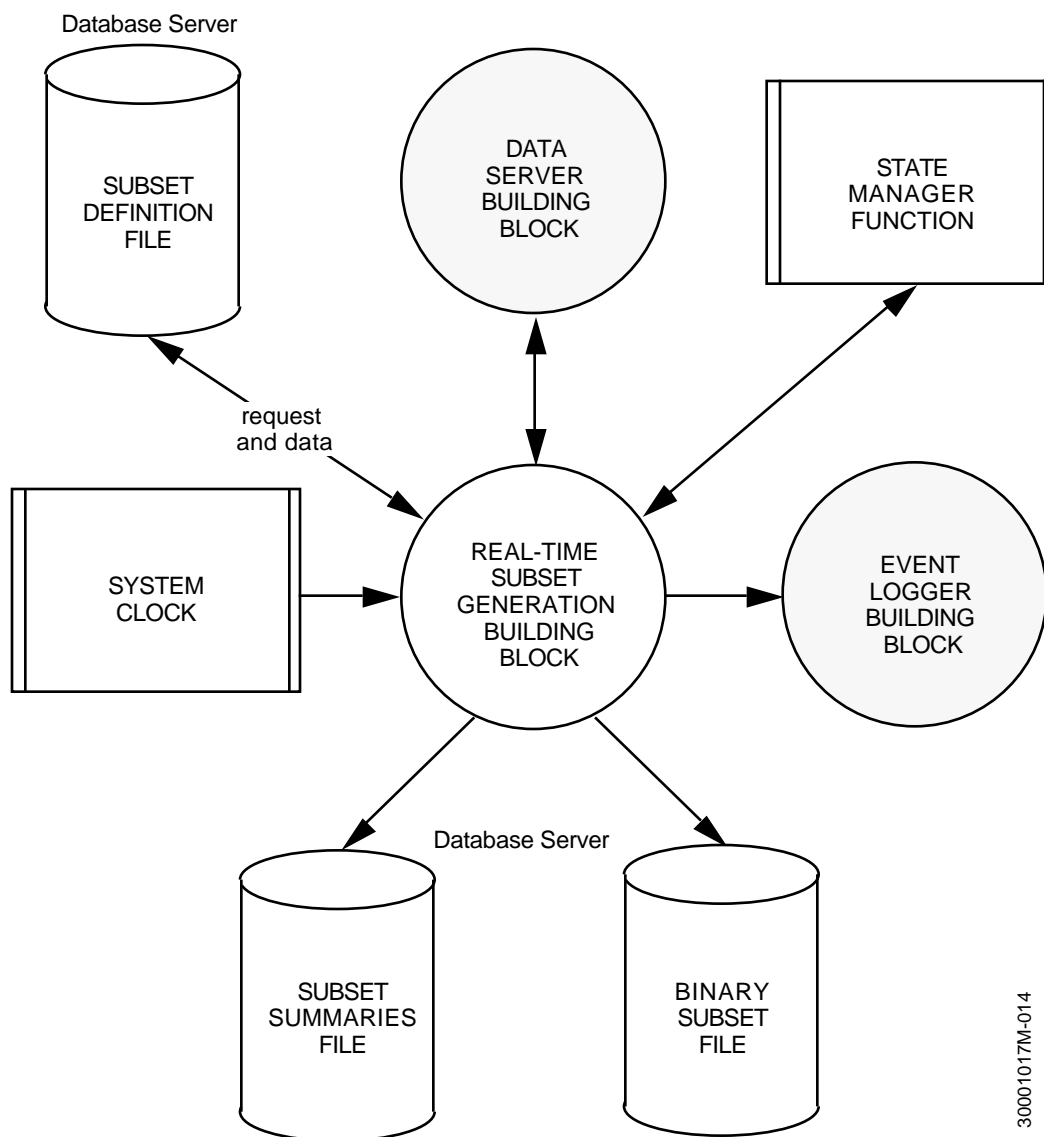 Database Server
SUBSET
DEFINITION
FILE
DATA
SERVER
BUILDING
BLOCK
STATE
MANAGER
FUNCTION
request
and data
SYSTEM
CLOCK
REAL-TIME
SUBSET
GENERATION
BUILDING
BLOCK
EVENT
LOGGER
BUILDING
BLOCK
Database Server
SUBSET
SUMMARIES
FILE
BINARY
SUBSET
FILE
30001017M-014